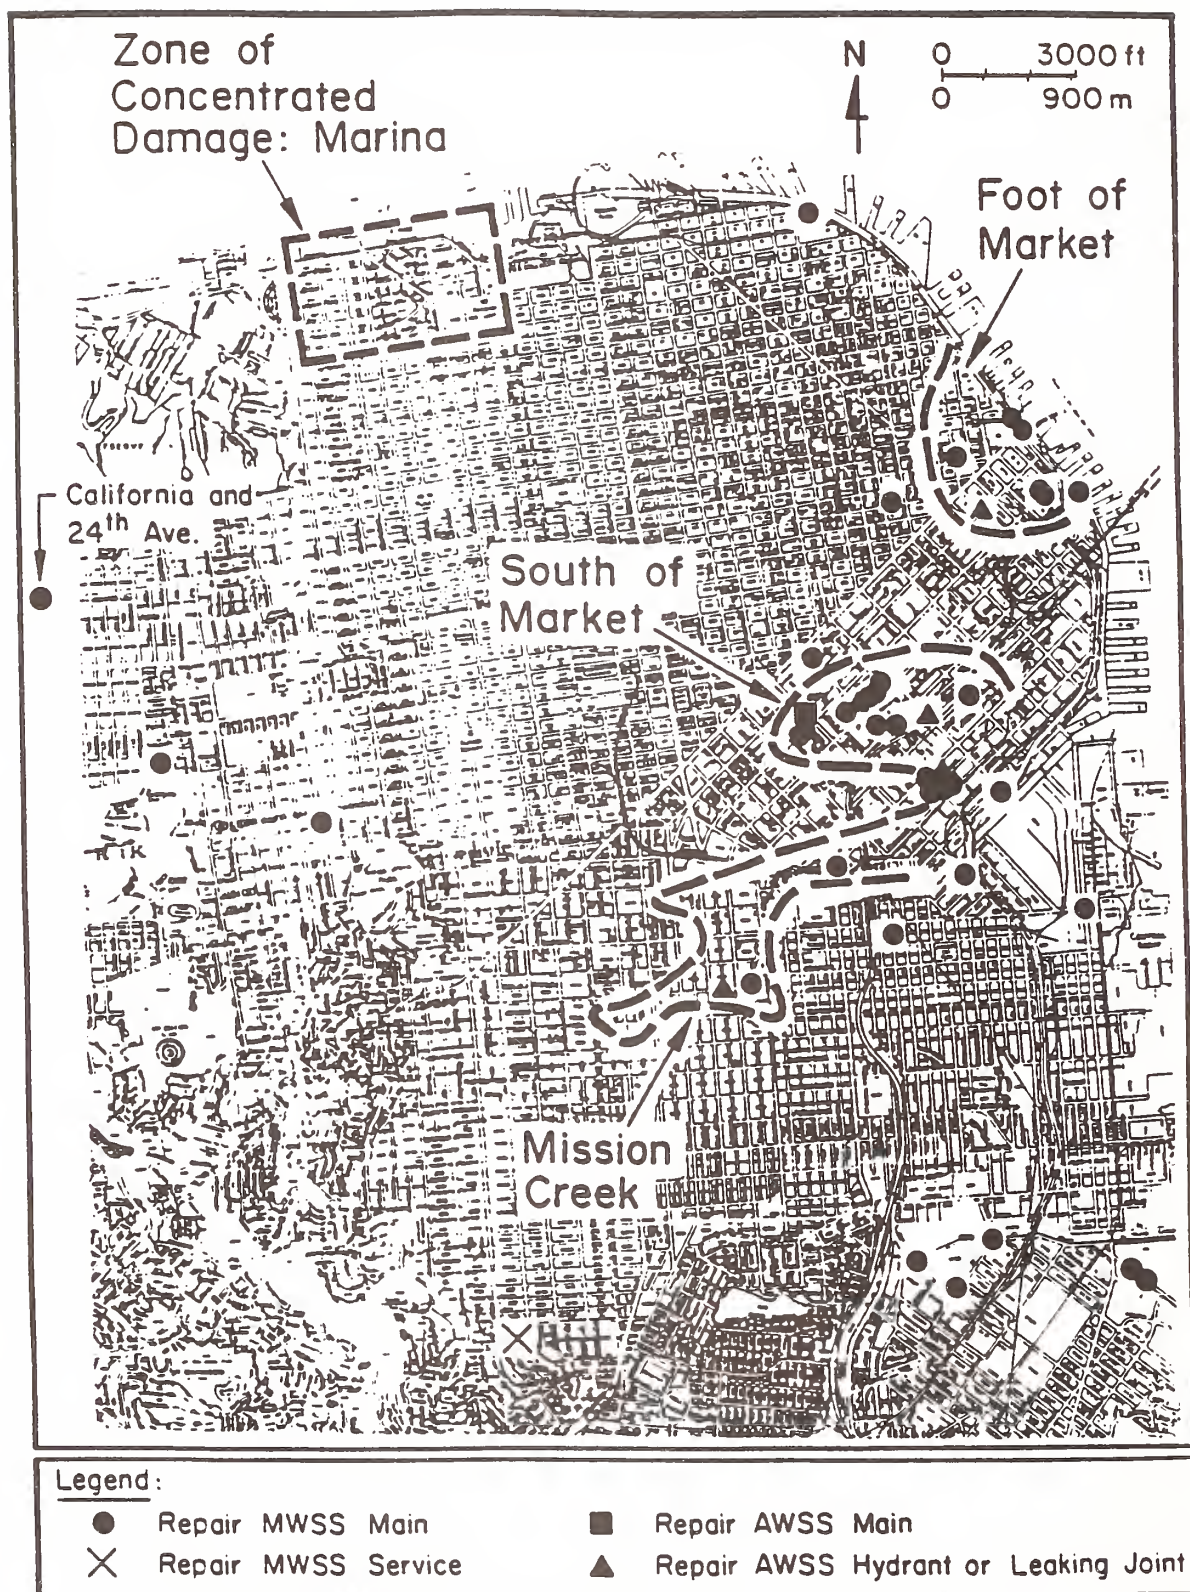 Zone of
Concentrated
Damage: Marina
N
0 3000 ft
0 900 m
Foot of
Market
California and
24th Ave.
South of
Market
Mission
Creek
Legend:
Repair MWSS Main
Repair MWSS Service
Repair AWSS Main
Repair AWSS Hydrant or Leaking Joint